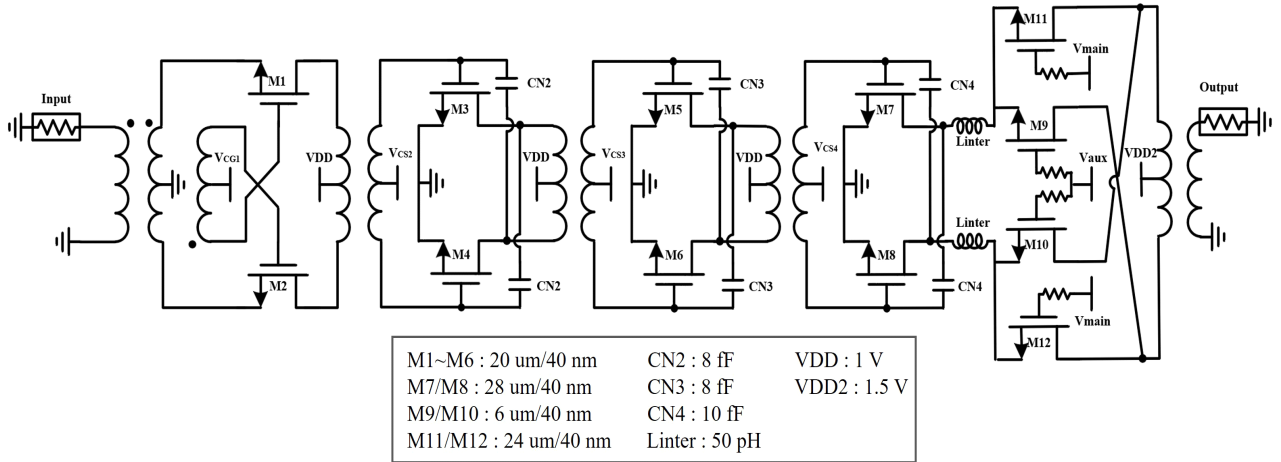 Input
M1
M2
VCG1
VDD
VCS2
M3
M4
CN2
CN2
VDD
VCS3
M5
M6
CN3
CN3
VDD
VCS4
M7
M8
CN4
CN4
Linter
Linter
M11
Vmain
M9
Vaux
M10
Vmain
M12
VDD2
Output
M1~M6 : 20 um/40 nm CN2 : 8 fF VDD : 1 V
M7/M8 : 28 um/40 nm CN3 : 8 fF VDD2 : 1.5 V
M9/M10 : 6 um/40 nm CN4 : 10 fF
M11/M12 : 24 um/40 nm Linter : 50 pH